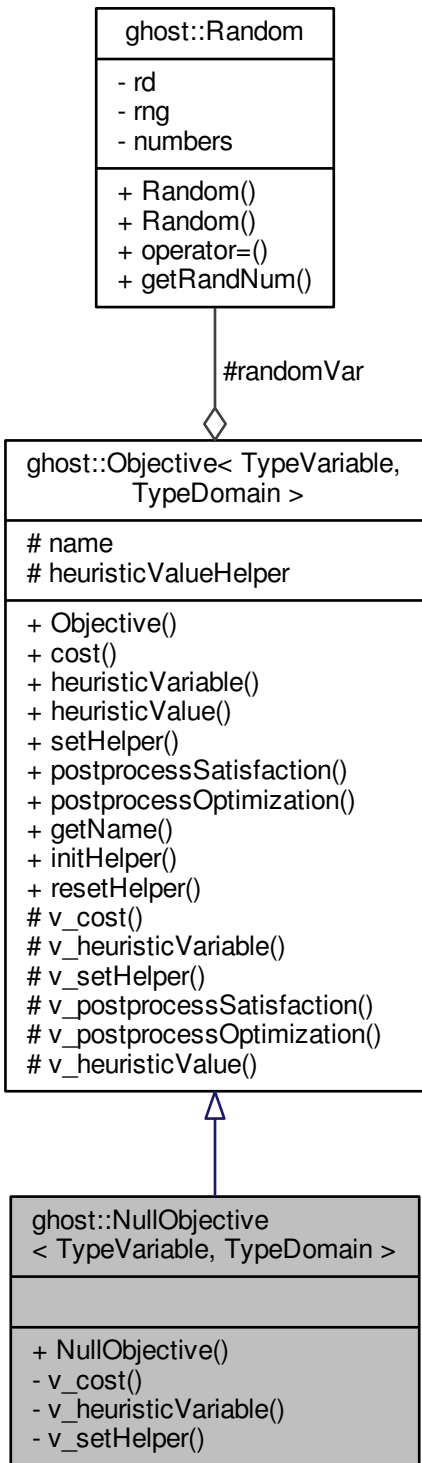 ghost::Random
- rd
- rng
- numbers
+ Random()
+ Random()
+ operator=()
+ getRandNum()
#randomVar
ghost::Objective< TypeVariable,
TypeDomain >
# name
# heuristicValueHelper
+ Objective()
+ cost()
+ heuristicVariable()
+ heuristicValue()
+ setHelper()
+ postprocessSatisfaction()
+ postprocessOptimization()
+ getName()
+ initHelper()
+ resetHelper()
# v_cost()
# v_heuristicVariable()
# v_setHelper()
# v_postprocessSatisfaction()
# v_postprocessOptimization()
# v_heuristicValue()
ghost::NullObjective
< TypeVariable, TypeDomain >
+ NullObjective()
- v_cost()
- v_heuristicVariable()
- v_setHelper()